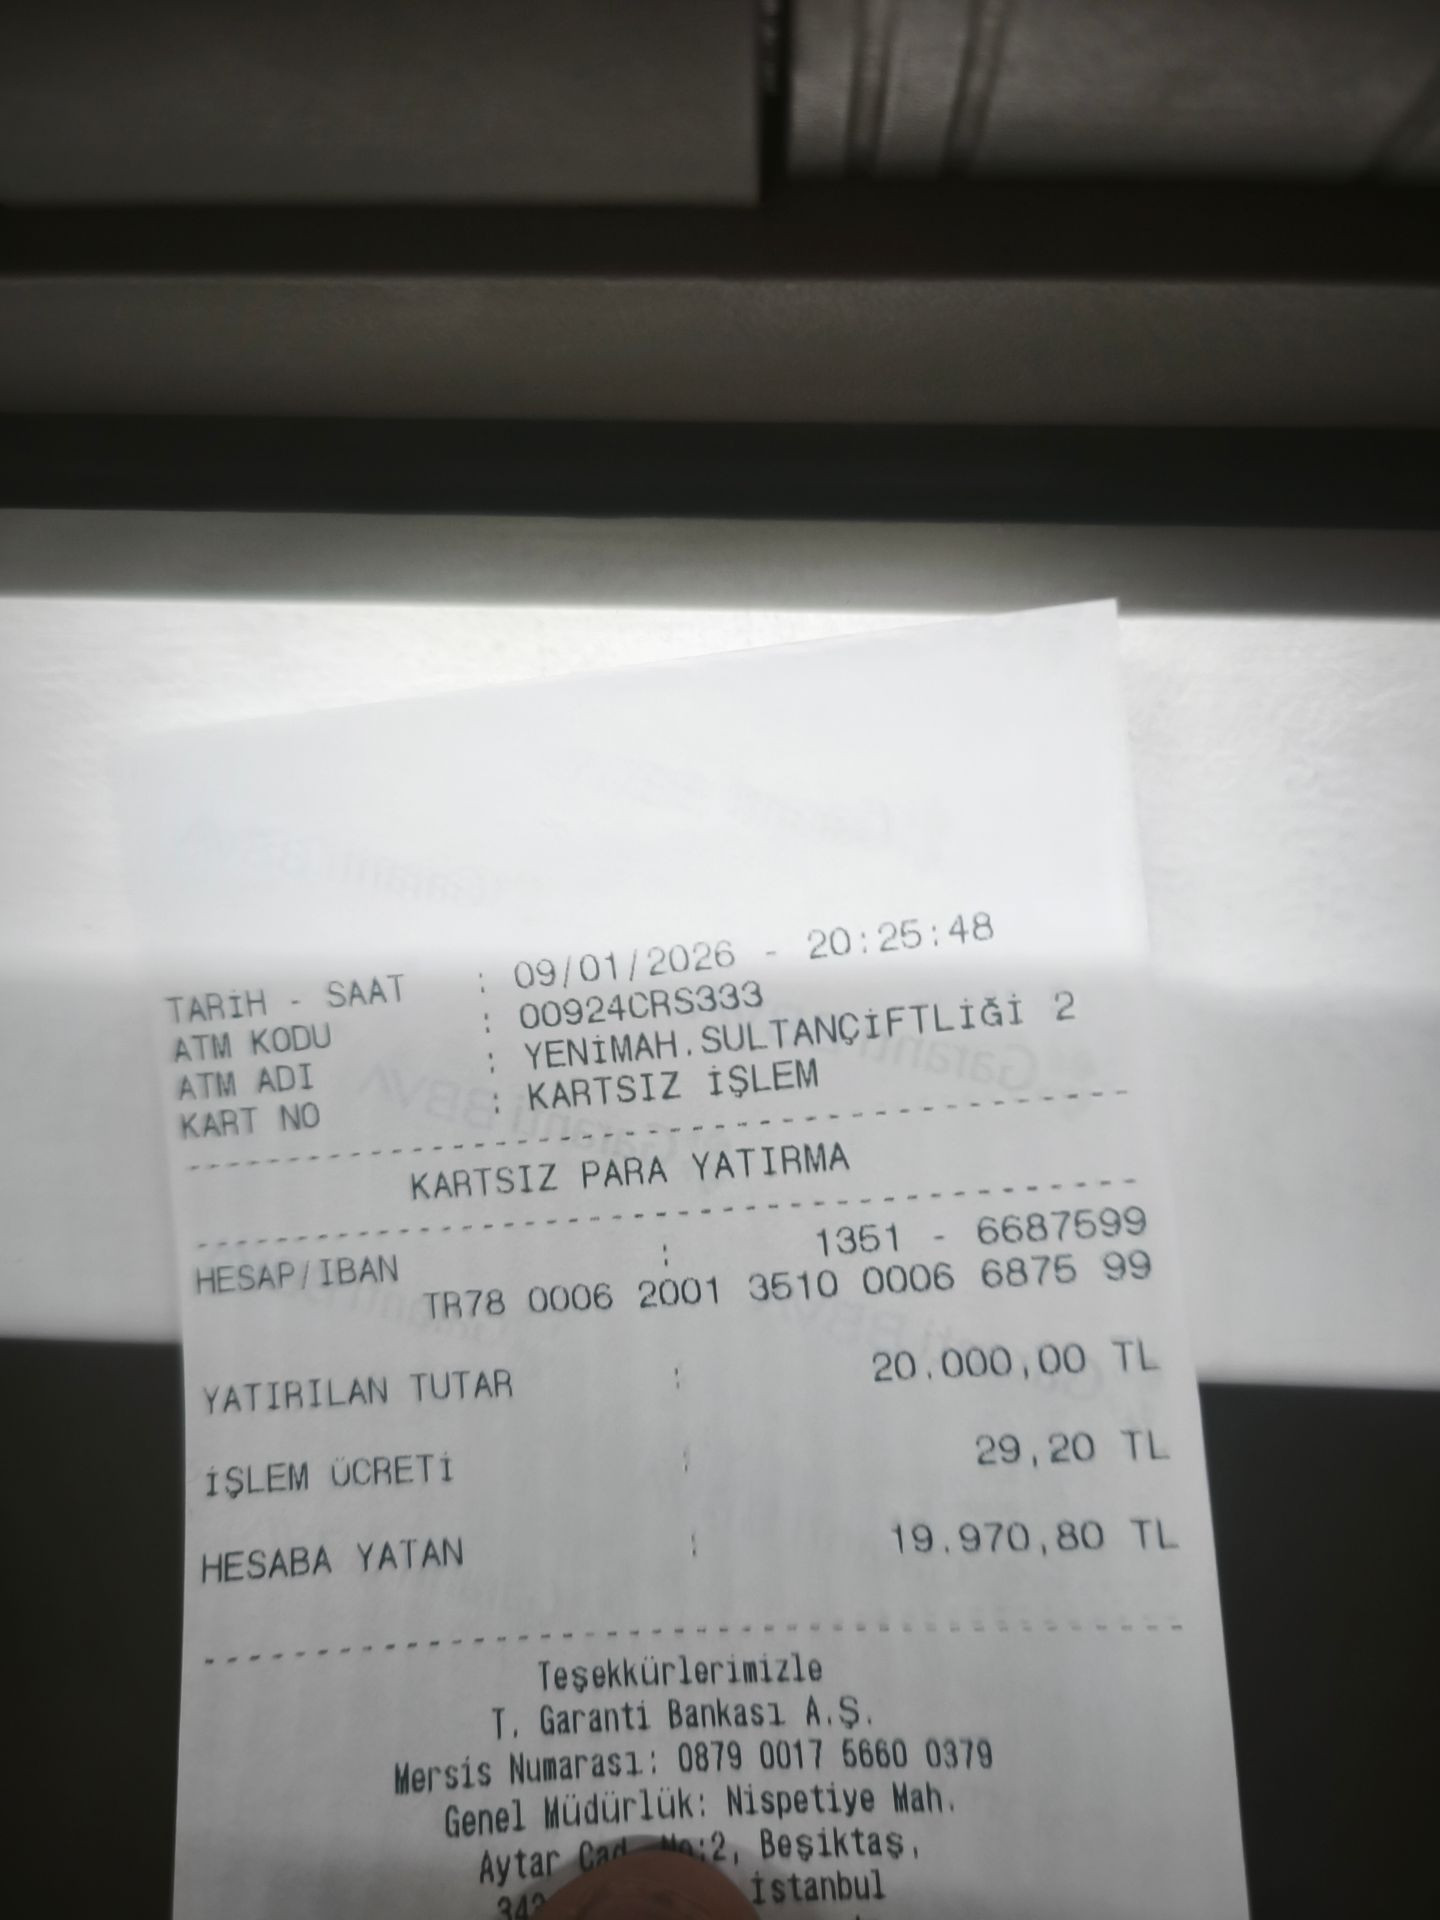 TARİH - SAAT : 09/01/2026 - 20:25:48
ATM KODU : 00924CRS333
ATM ADI : YENİMAH.SULTANÇİFTLİĞİ 2
KART NO : KARTSIZ İŞLEM
KARTSIZ PARA YATIRMA
HESAP/IBAN : 1351 - 6687599
TR78 0006 2001 3510 0006 6875 99
YATIRILAN TUTAR : 20.000,00 TL
İŞLEM ÜCRETİ : 29,20 TL
HESABA YATAN : 19.970,80 TL
Teşekkürlerimizle
T. Garanti Bankası A.Ş.
Mersis Numarası: 0879 0017 5660 0379
Genel Müdürlük: Nispetiye Mah.
Aytar Cad. No:2, Beşiktaş,
İstanbul